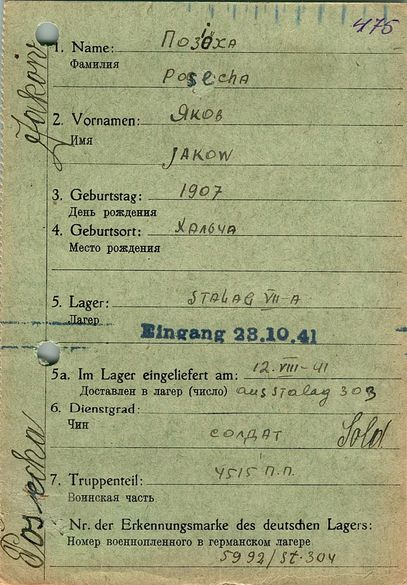 475
1. Name: Позёха
Фамилия
Posecha
2. Vornamen: Яков
Имя
JAKOW
3. Geburtstag: 1907
День рождения
4. Geburtsort: Хальча
Место рождения
5. Lager: STALAG VII-A
Лагер
Eingang 28.10.41
5a. Im Lager eingeliefert am: 12.VIII-41
Доставлен в лагер (число) aus Stalag 303
6. Dienstgrad:
Чин
солдат Sold.
7. Truppenteil: 4515 п.п.
Воинская часть
Nr. der Erkennungsmarke des deutschen Lagers:
Номер военнопленного в германском лагере
5992/St.304
Posecha Jakow